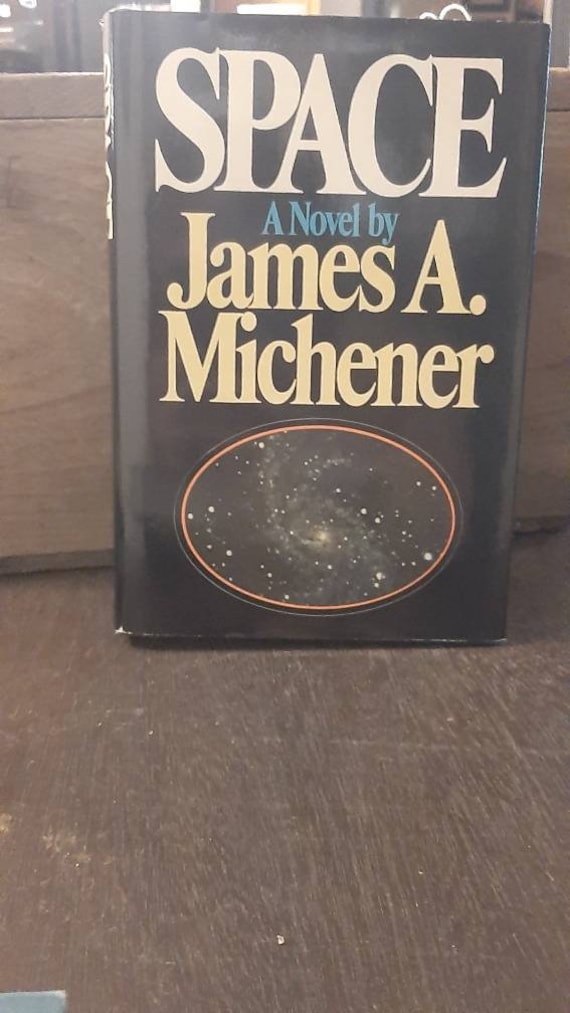 SPACE
A Novel by
James A.
Michener